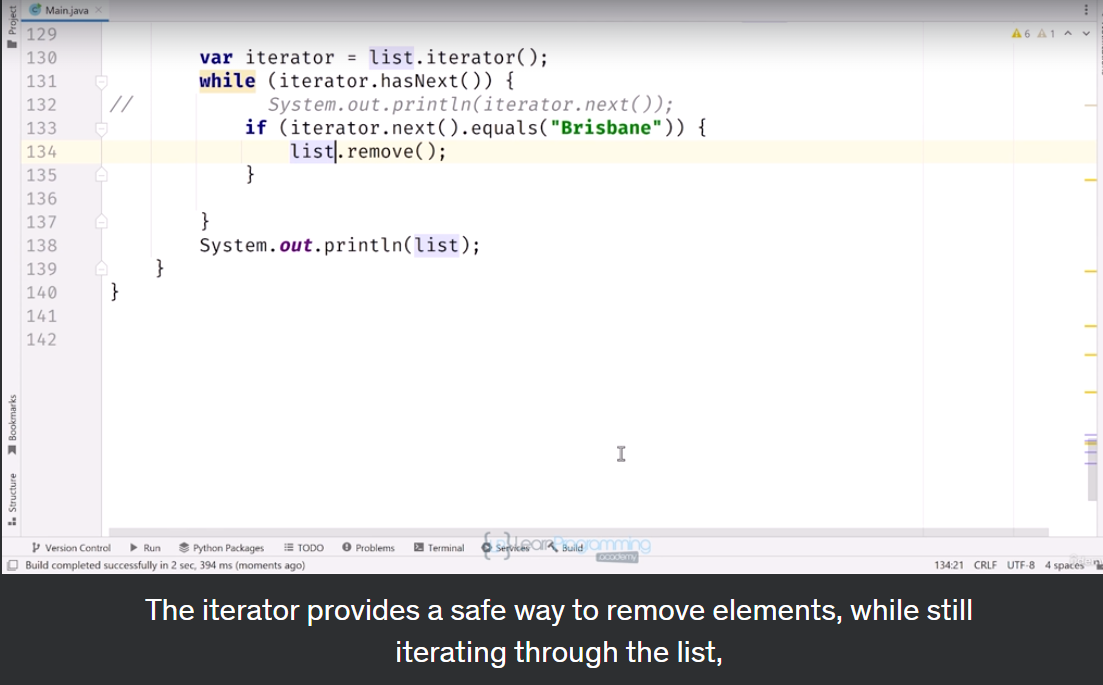 Project
Main.java
129
130 var iterator = list.iterator();
131 while (iterator.hasNext()) {
132 // System.out.println(iterator.next());
133 if (iterator.next().equals("Brisbane")) {
134 list.remove();
135 }
136
137 }
138 System.out.println(list);
139 }
140 }
141
142
6 1
Bookmarks
Structure
Version Control Run Python Packages TODO Problems Terminal Services Build
LearnProgramming
academy
Build completed successfully in 2 sec, 394 ms (moments ago) 134:21 CRLF UTF-8 4 spaces
The iterator provides a safe way to remove elements, while still
iterating through the list,